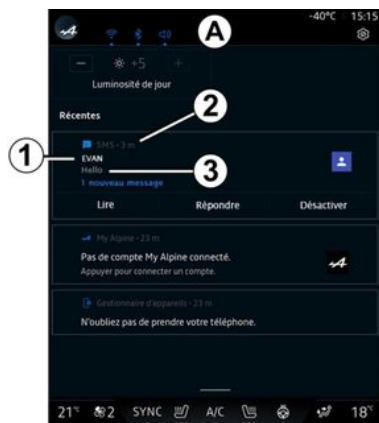 -40°C 15:15
A
+5
Luminosité de jour
Récentes
2
SMS • 3 m
1
EVAN
Hello
3
1 nouveau message
Lire Répondre Désactiver
My Alpine • 23 m
Pas de compte My Alpine connecté.
Appuyer pour connecter un compte.
Gestionnaire d'appareils • 23 m
N'oubliez pas de prendre votre téléphone.
21°c 2 SYNC A/C 18°c